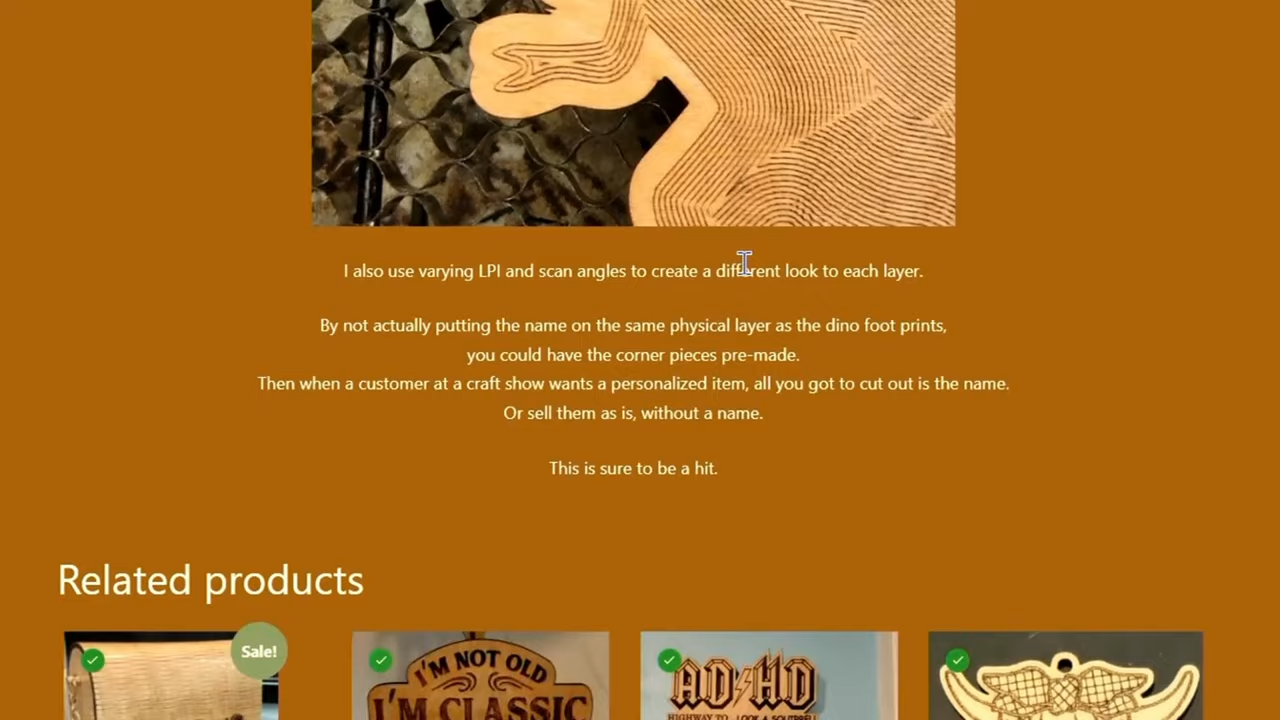 I also use varying LPI and scan angles to create a different look to each layer.
By not actually putting the name on the same physical layer as the dino foot prints,
you could have the corner pieces pre-made.
Then when a customer at a craft show wants a personalized item, all you got to cut out is the name.
Or sell them as is, without a name.
This is sure to be a hit.
Related products
Sale!
I'M NOT OLD
I'M CLASSIC
AD HD
HIGHWAY TO.. LOOK A SQUIRREL